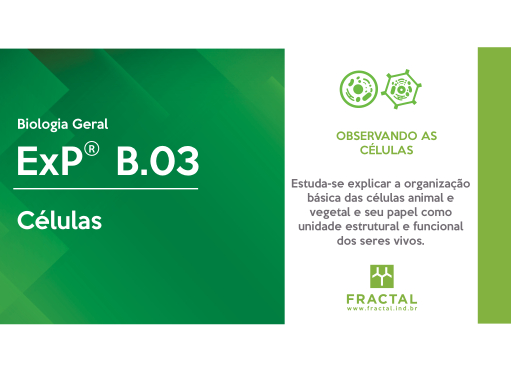 Biologia Geral
ExP® B.03
Células
OBSERVANDO AS
CÉLULAS
Estuda-se explicar a organização
básica das células animal e
vegetal e seu papel como
unidade estrutural e funcional
dos seres vivos.
FRACTAL
www.fractal.ind.br